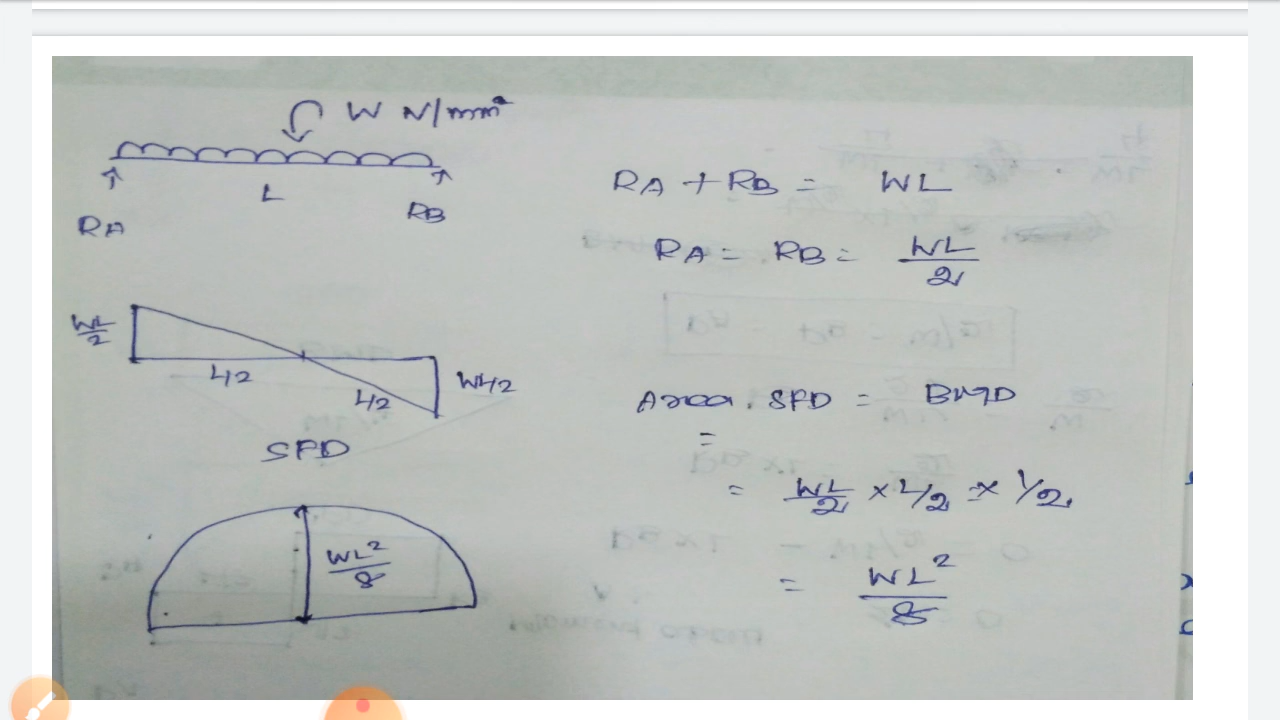 W N/mm²
L
RA
RB
RA + RB = WL
RA = RB = WL/2
WL/2
L/2
L/2
WL/2
SFD
Area. SFD = BMD
=
= WL/2 × L/2 × 1/2
WL²/8
= WL²/8